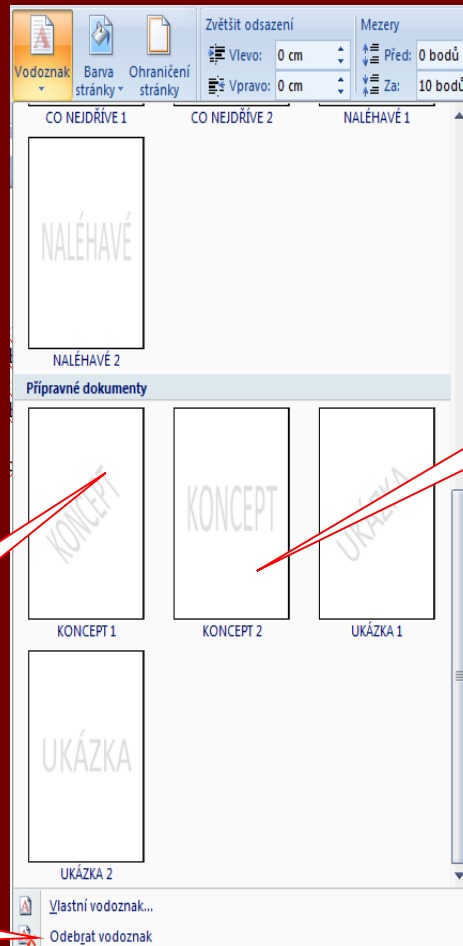 Zvětšit odsazení
Mezery
Vodoznak
Barva stránky
Ohraničení stránky
Vlevo: 0 cm
Před: 0 bodů
Vpravo: 0 cm
Za: 10 bodů
CO NEJDŘÍVE 1
CO NEJDŘÍVE 2
NALÉHAVÉ 1
NALÉHAVÉ
NALÉHAVÉ 2
Přípravné dokumenty
KONCEPT
KONCEPT
UKÁZKA
KONCEPT 1
KONCEPT 2
UKÁZKA 1
UKÁZKA
UKÁZKA 2
Vlastní vodoznak...
Odebrat vodoznak